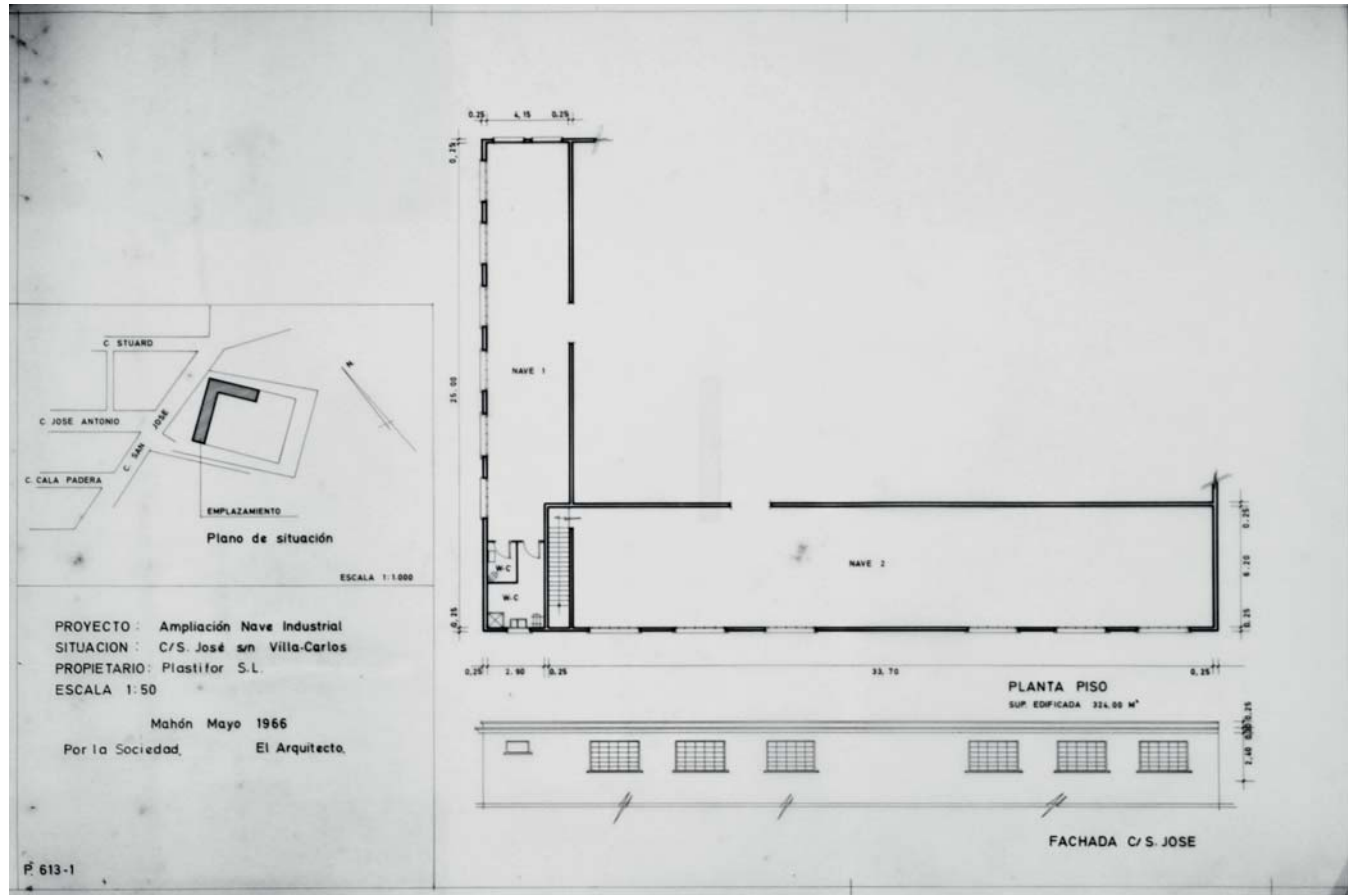 0.25 4,15 0.25
0,25
25.00
0,25
NAVE 1
W-C
W-C
NAVE 2
0.25
6.20
0.25
0,25 2.90 0,25 33,70 0,25
PLANTA PISO
SUP. EDIFICADA 324,00 M²
2,40
0.25
FACHADA C/ S. JOSE
C. STUARD
C. JOSE ANTONIO
C. SAN JOSE
C. CALA PADERA
N
EMPLAZAMIENTO
Plano de situación
ESCALA 1:1.000
PROYECTO : Ampliación Nave Industrial
SITUACION : C/S. José s/n Villa-Carlos
PROPIETARIO: Plastifor S.L.
ESCALA 1:50
Mahón Mayo 1966
Por la Sociedad, El Arquitecto,
P. 613-1